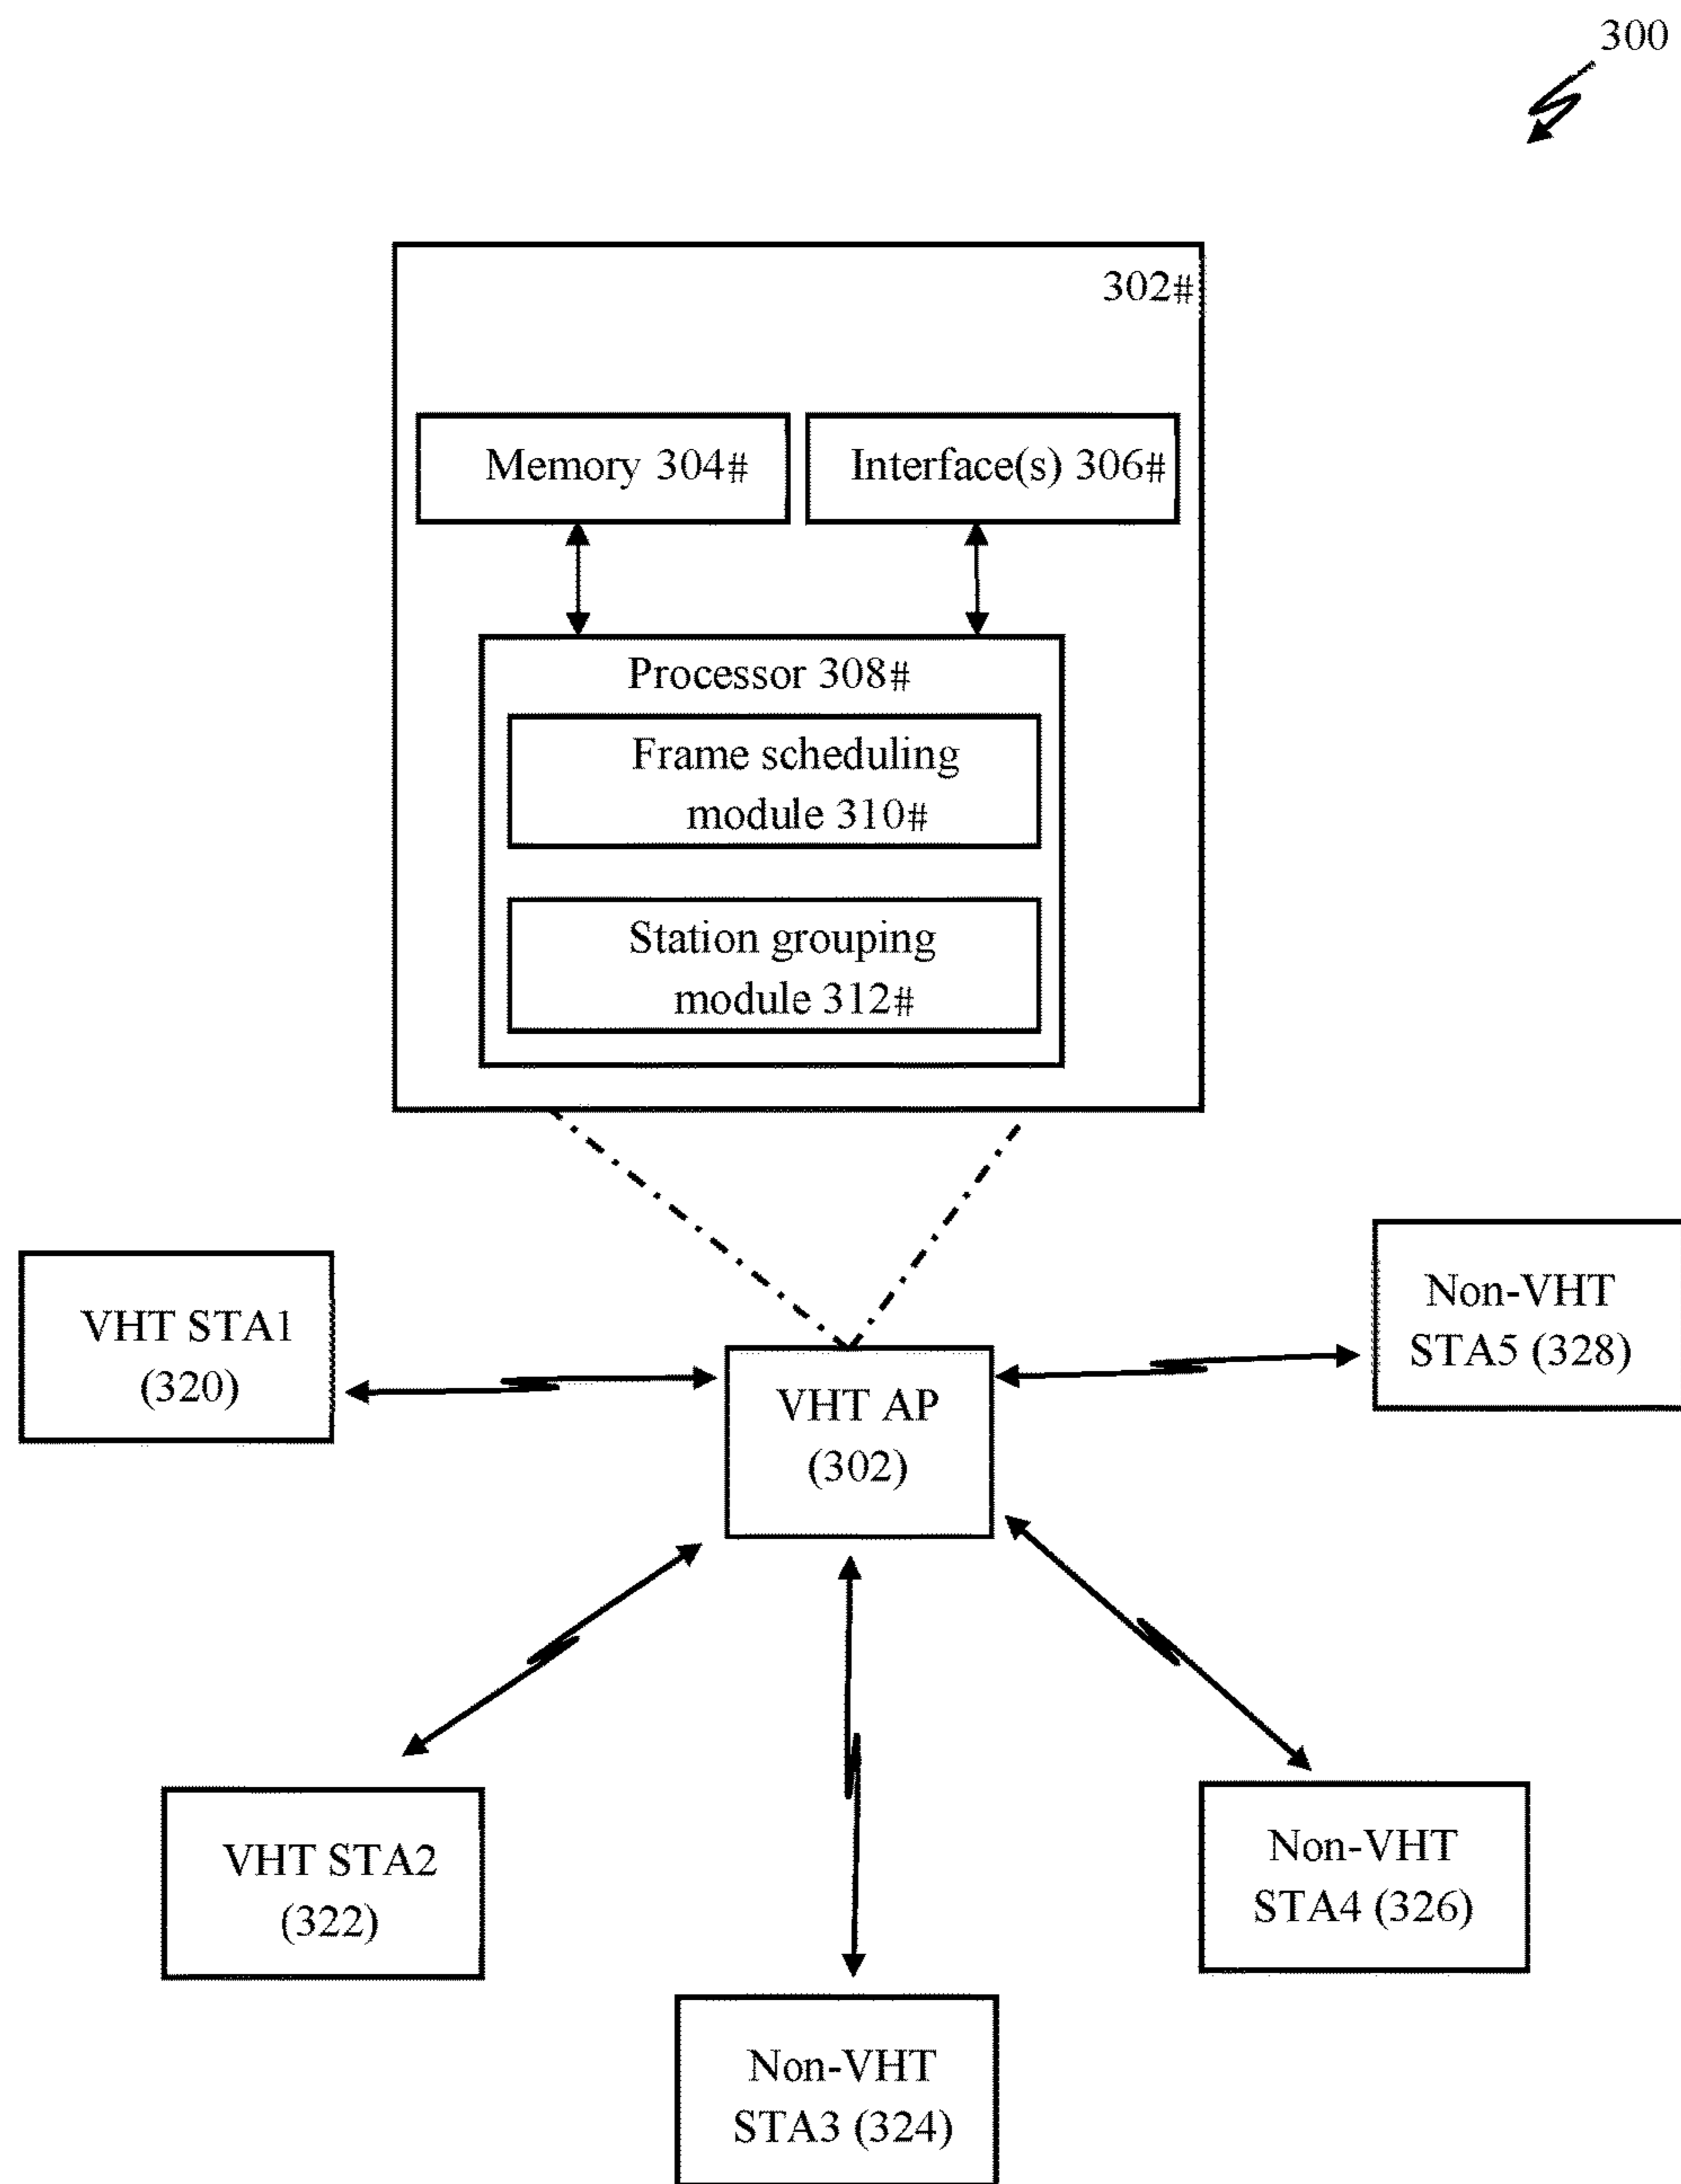 300
302#
Memory 304#
Interface(s) 306#
Processor 308#
Frame scheduling
module 310#
Station grouping
module 312#
VHT STA1
(320)
Non-VHT
STA5 (328)
VHT AP
(302)
VHT STA2
(322)
Non-VHT
STA4 (326)
Non-VHT
STA3 (324)